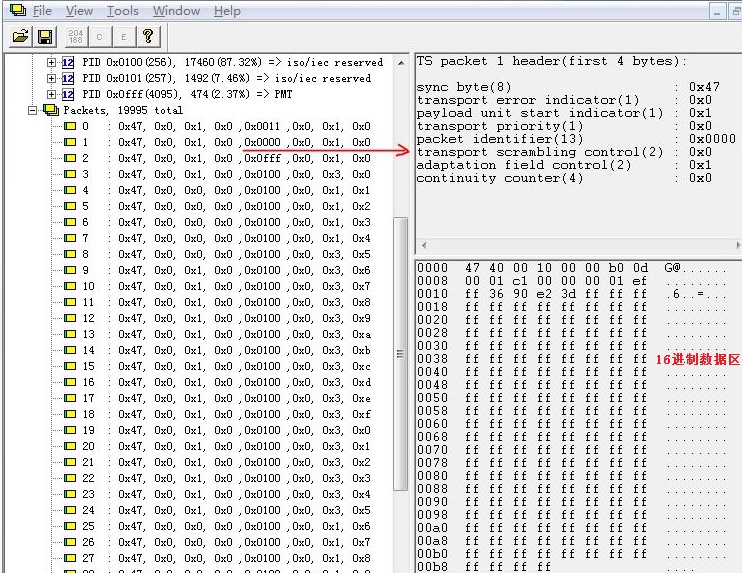 File View Tools Window Help
204
188 C E ?
12 PID 0x0100(256), 17460(87.32%) => iso/iec reserved
12 PID 0x0101(257), 1492(7.46%) => iso/iec reserved
12 PID 0x0fff(4095), 474(2.37%) => PMT
Packets, 19995 total
0 : 0x47, 0x0, 0x1, 0x0 ,0x0011 ,0x0, 0x1, 0x0
1 : 0x47, 0x0, 0x1, 0x0 ,0x0000 ,0x0, 0x1, 0x0
2 : 0x47, 0x0, 0x1, 0x0 ,0x0fff ,0x0, 0x1, 0x0
3 : 0x47, 0x0, 0x1, 0x0 ,0x0100 ,0x0, 0x3, 0x0
4 : 0x47, 0x0, 0x0, 0x0 ,0x0100 ,0x0, 0x1, 0x1
5 : 0x47, 0x0, 0x0, 0x0 ,0x0100 ,0x0, 0x1, 0x2
6 : 0x47, 0x0, 0x0, 0x0 ,0x0100 ,0x0, 0x1, 0x3
7 : 0x47, 0x0, 0x0, 0x0 ,0x0100 ,0x0, 0x1, 0x4
8 : 0x47, 0x0, 0x0, 0x0 ,0x0100 ,0x0, 0x3, 0x5
9 : 0x47, 0x0, 0x1, 0x0 ,0x0100 ,0x0, 0x3, 0x6
10 : 0x47, 0x0, 0x1, 0x0 ,0x0100 ,0x0, 0x3, 0x7
11 : 0x47, 0x0, 0x1, 0x0 ,0x0100 ,0x0, 0x3, 0x8
12 : 0x47, 0x0, 0x1, 0x0 ,0x0100 ,0x0, 0x3, 0x9
13 : 0x47, 0x0, 0x1, 0x0 ,0x0100 ,0x0, 0x3, 0xa
14 : 0x47, 0x0, 0x1, 0x0 ,0x0100 ,0x0, 0x3, 0xb
15 : 0x47, 0x0, 0x1, 0x0 ,0x0100 ,0x0, 0x3, 0xc
16 : 0x47, 0x0, 0x1, 0x0 ,0x0100 ,0x0, 0x3, 0xd
17 : 0x47, 0x0, 0x1, 0x0 ,0x0100 ,0x0, 0x3, 0xe
18 : 0x47, 0x0, 0x1, 0x0 ,0x0100 ,0x0, 0x3, 0xf
19 : 0x47, 0x0, 0x1, 0x0 ,0x0100 ,0x0, 0x3, 0x0
20 : 0x47, 0x0, 0x1, 0x0 ,0x0100 ,0x0, 0x3, 0x1
21 : 0x47, 0x0, 0x1, 0x0 ,0x0100 ,0x0, 0x3, 0x2
22 : 0x47, 0x0, 0x1, 0x0 ,0x0100 ,0x0, 0x3, 0x3
23 : 0x47, 0x0, 0x1, 0x0 ,0x0100 ,0x0, 0x3, 0x4
24 : 0x47, 0x0, 0x1, 0x0 ,0x0100 ,0x0, 0x3, 0x5
25 : 0x47, 0x0, 0x0, 0x0 ,0x0100 ,0x0, 0x1, 0x6
26 : 0x47, 0x0, 0x0, 0x0 ,0x0100 ,0x0, 0x1, 0x7
27 : 0x47, 0x0, 0x0, 0x0 ,0x0100 ,0x0, 0x1, 0x8
TS packet 1 header(first 4 bytes):
sync byte(8) : 0x47
transport error indicator(1) : 0x0
payload unit start indicator(1) : 0x1
transport priority(1) : 0x0
packet identifier(13) : 0x0000
transport scrambling control(2) : 0x0
adaptation field control(2) : 0x1
continuity counter(4) : 0x0
0000 47 40 00 10 00 00 b0 0d G@......
0008 00 01 c1 00 00 00 01 ef ........
0010 ff 36 90 e2 3d ff ff ff .6..=...
0018 ff ff ff ff ff ff ff ff ........
0020 ff ff ff ff ff ff ff ff ........
0028 ff ff ff ff ff ff ff ff ........
0030 ff ff ff ff ff ff ff ff ........
0038 ff ff ff ff ff ff ff ff 16进制数据区
0040 ff ff ff ff ff ff ff ff ........
0048 ff ff ff ff ff ff ff ff ........
0050 ff ff ff ff ff ff ff ff ........
0058 ff ff ff ff ff ff ff ff ........
0060 ff ff ff ff ff ff ff ff ........
0068 ff ff ff ff ff ff ff ff ........
0070 ff ff ff ff ff ff ff ff ........
0078 ff ff ff ff ff ff ff ff ........
0080 ff ff ff ff ff ff ff ff ........
0088 ff ff ff ff ff ff ff ff ........
0090 ff ff ff ff ff ff ff ff ........
0098 ff ff ff ff ff ff ff ff ........
00a0 ff ff ff ff ff ff ff ff ........
00a8 ff ff ff ff ff ff ff ff ........
00b0 ff ff ff ff ff ff ff ff ........
00b8 ff ff ff ff ....